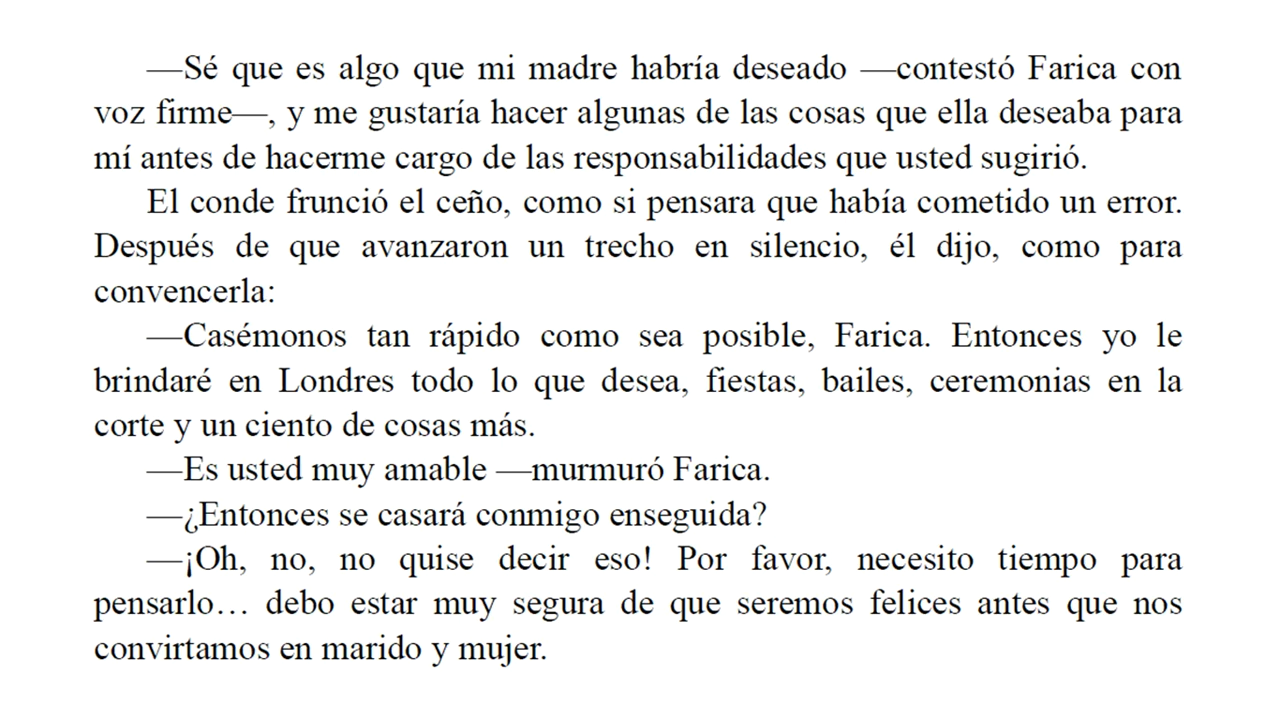 —Sé que es algo que mi madre habría deseado —contestó Farica con
voz firme—, y me gustaría hacer algunas de las cosas que ella deseaba para
mí antes de hacerme cargo de las responsabilidades que usted sugirió.
El conde frunció el ceño, como si pensara que había cometido un error.
Después de que avanzaron un trecho en silencio, él dijo, como para
convencerla:
—Casémonos tan rápido como sea posible, Farica. Entonces yo le
brindaré en Londres todo lo que desea, fiestas, bailes, ceremonias en la
corte y un ciento de cosas más.
—Es usted muy amable —murmuró Farica.
—¿Entonces se casará conmigo enseguida?
—¡Oh, no, no quise decir eso! Por favor, necesito tiempo para
pensarlo… debo estar muy segura de que seremos felices antes que nos
convirtamos en marido y mujer.